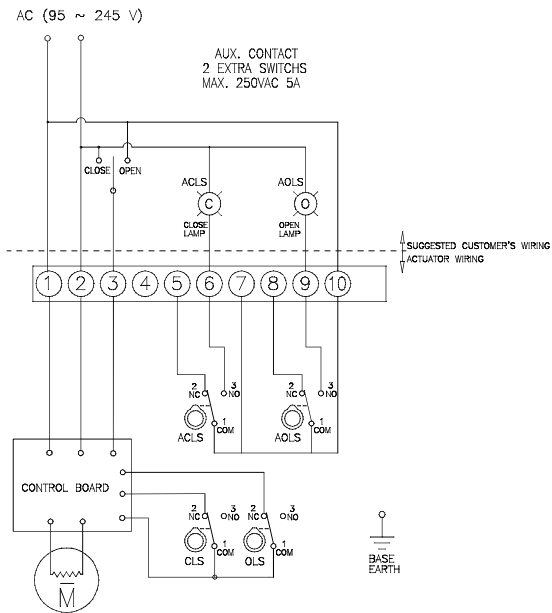 AC (95 ~ 245 V)
AUX. CONTACT
2 EXTRA SWITCHS
MAX. 250VAC 5A
CLOSE
OPEN
ACLS
C
CLOSE
LAMP
AOLS
O
OPEN
LAMP
SUGGESTED CUSTOMER'S WIRING
ACTUATOR WIRING
1 2 3 4 5 6 7 8 9 10
2
NC
3
NO
1
COM
ACLS
2
NC
3
NO
1
COM
AOLS
CONTROL BOARD
2
NC
3
NO
1
COM
CLS
2
NC
3
NO
1
COM
OLS
M
BASE
EARTH